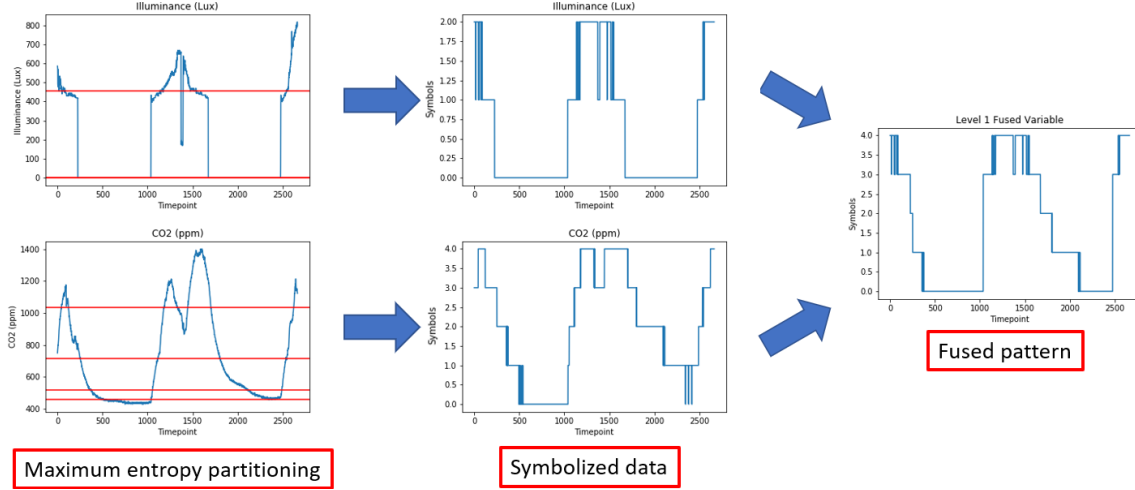 Illuminance (Lux)
800
700
600
500
400
300
200
100
0
Illuminance (Lux)
0 500 1000 1500 2000 2500
Timepoint
Illuminance (Lux)
2.00
1.75
1.50
1.25
1.00
0.75
0.50
0.25
0.00
Symbols
0 500 1000 1500 2000 2500
Timepoint
Level 1 Fused Variable
4.0
3.5
3.0
2.5
2.0
1.5
1.0
0.5
0.0
Symbols
0 500 1000 1500 2000 2500
Timepoint
Fused pattern
CO2 (ppm)
1400
1200
1000
800
600
400
CO2 (ppm)
0 500 1000 1500 2000 2500
Timepoint
CO2 (ppm)
4.0
3.5
3.0
2.5
2.0
1.5
1.0
0.5
0.0
Symbols
0 500 1000 1500 2000 2500
Timepoint
Maximum entropy partitioning
Symbolized data